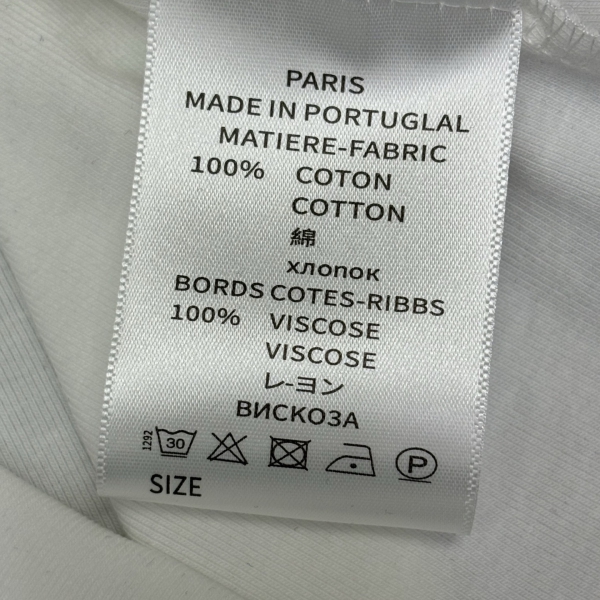 PARIS
MADE IN PORTUGLAL
MATIERE-FABRIC
100% COTON
COTTON
綿
хлопок
BORDS COTES-RIBBS
100% VISCOSE
VISCOSE
レ-ヨン
ВИСКОЗА
1292 30 P
SIZE